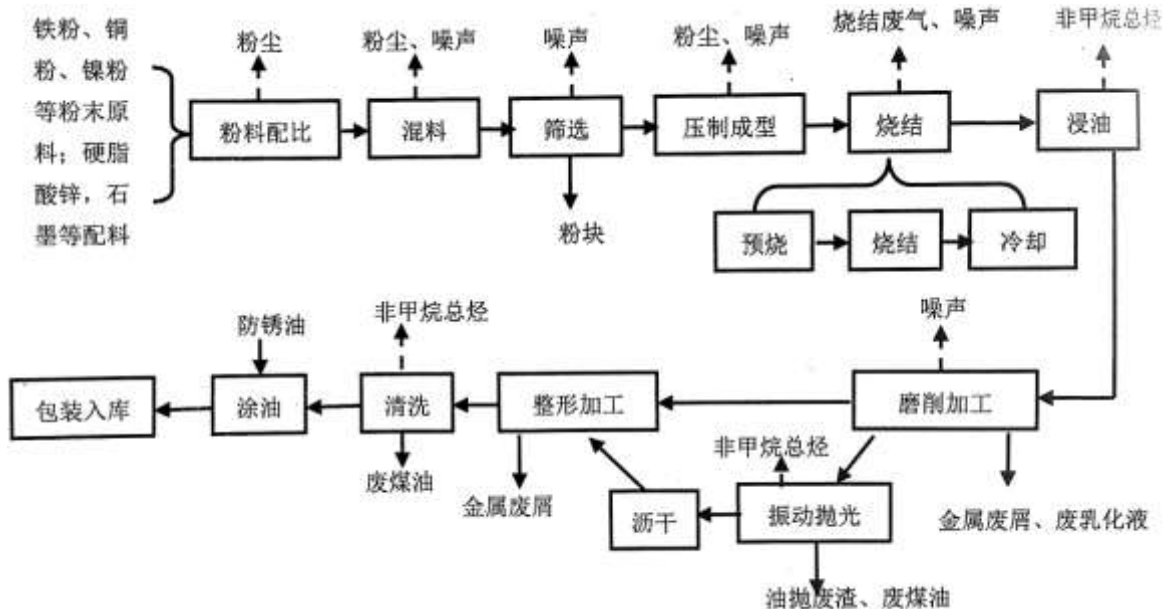 铁粉、铜
粉、镍粉
等粉末原
料；硬脂
酸锌，石
墨等配料
粉尘
粉尘、噪声
噪声
粉尘、噪声
烧结废气、噪声
非甲烷总烃
粉料配比
混料
筛选
压制成型
烧结
浸油
粉块
预烧
烧结
冷却
防锈油
非甲烷总烃
噪声
包装入库
涂油
清洗
整形加工
磨削加工
非甲烷总烃
废煤油
金属废屑
沥干
振动抛光
金属废屑、废乳化液
油抛废渣、废煤油